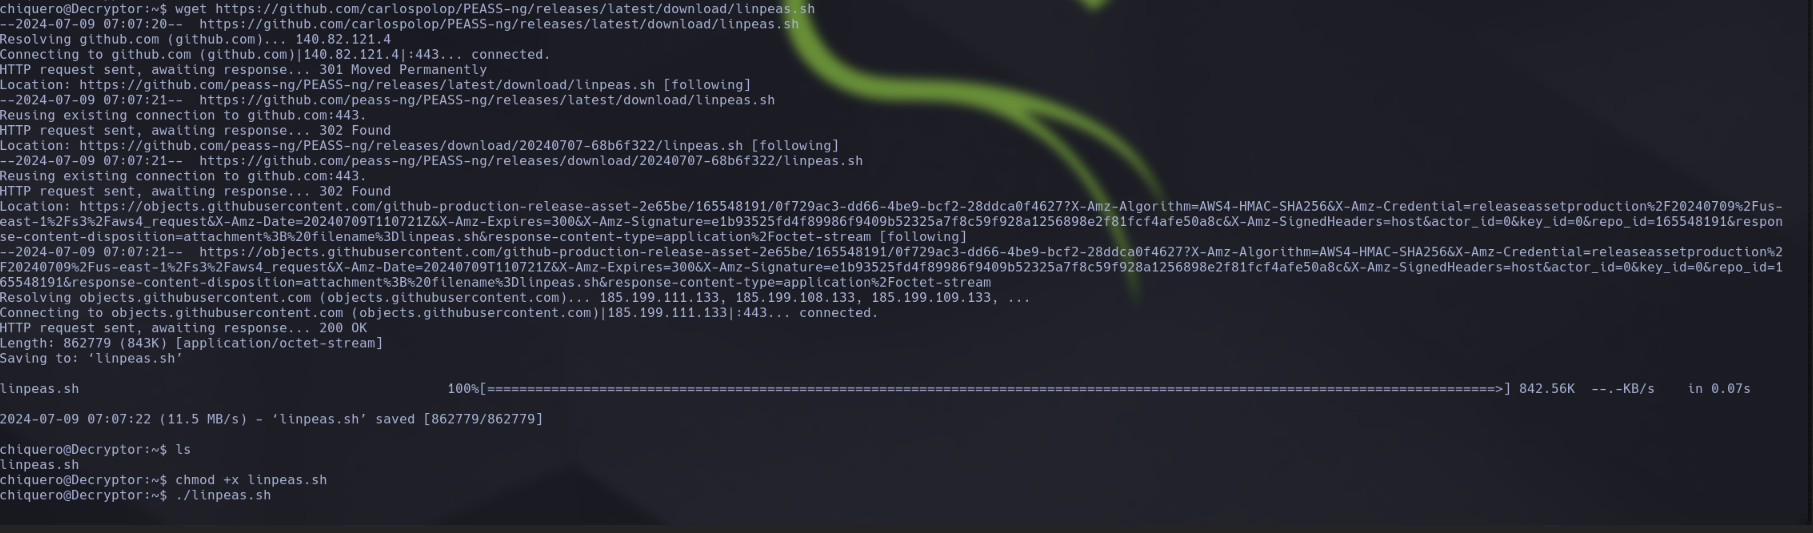 chiquero@Decryptor:~$ wget https://github.com/carlospolop/PEASS-ng/releases/latest/download/linpeas.sh
--2024-07-09 07:07:20--  https://github.com/carlospolop/PEASS-ng/releases/latest/download/linpeas.sh
Resolving github.com (github.com)... 140.82.121.4
Connecting to github.com (github.com)|140.82.121.4|:443... connected.
HTTP request sent, awaiting response... 301 Moved Permanently
Location: https://github.com/peass-ng/PEASS-ng/releases/latest/download/linpeas.sh [following]
--2024-07-09 07:07:21--  https://github.com/peass-ng/PEASS-ng/releases/latest/download/linpeas.sh
Reusing existing connection to github.com:443.
HTTP request sent, awaiting response... 302 Found
Location: https://github.com/peass-ng/PEASS-ng/releases/download/20240707-68b6f322/linpeas.sh [following]
--2024-07-09 07:07:21--  https://github.com/peass-ng/PEASS-ng/releases/download/20240707-68b6f322/linpeas.sh
Reusing existing connection to github.com:443.
HTTP request sent, awaiting response... 302 Found
Location: https://objects.githubusercontent.com/github-production-release-asset-2e65be/165548191/0f729ac3-dd66-4be9-bcf2-28ddca0f4627?X-Amz-Algorithm=AWS4-HMAC-SHA256&X-Amz-Credential=releaseassetproduction%2F20240709%2Fus-
east-1%2Fs3%2Faws4_request&X-Amz-Date=20240709T110721Z&X-Amz-Expires=300&X-Amz-Signature=e1b93525fd4f89986f9409b52325a7f8c59f928a1256898e2f81fcf4afe50a8c&X-Amz-SignedHeaders=host&actor_id=0&key_id=0&repo_id=165548191&respon
se-content-disposition=attachment%3B%20filename%3Dlinpeas.sh&response-content-type=application%2Foctet-stream [following]
--2024-07-09 07:07:21--  https://objects.githubusercontent.com/github-production-release-asset-2e65be/165548191/0f729ac3-dd66-4be9-bcf2-28ddca0f4627?X-Amz-Algorithm=AWS4-HMAC-SHA256&X-Amz-Credential=releaseassetproduction%2
F20240709%2Fus-east-1%2Fs3%2Faws4_request&X-Amz-Date=20240709T110721Z&X-Amz-Expires=300&X-Amz-Signature=e1b93525fd4f89986f9409b52325a7f8c59f928a1256898e2f81fcf4afe50a8c&X-Amz-SignedHeaders=host&actor_id=0&key_id=0&repo_id=1
65548191&response-content-disposition=attachment%3B%20filename%3Dlinpeas.sh&response-content-type=application%2Foctet-stream
Resolving objects.githubusercontent.com (objects.githubusercontent.com)... 185.199.111.133, 185.199.108.133, 185.199.109.133, ...
Connecting to objects.githubusercontent.com (objects.githubusercontent.com)|185.199.111.133|:443... connected.
HTTP request sent, awaiting response... 200 OK
Length: 862779 (843K) [application/octet-stream]
Saving to: ‘linpeas.sh’
linpeas.sh 100%[==============================================================================================================================>] 842.56K  --.-KB/s    in 0.07s
2024-07-09 07:07:22 (11.5 MB/s) - ‘linpeas.sh’ saved [862779/862779]
chiquero@Decryptor:~$ ls
linpeas.sh
chiquero@Decryptor:~$ chmod +x linpeas.sh
chiquero@Decryptor:~$ ./linpeas.sh